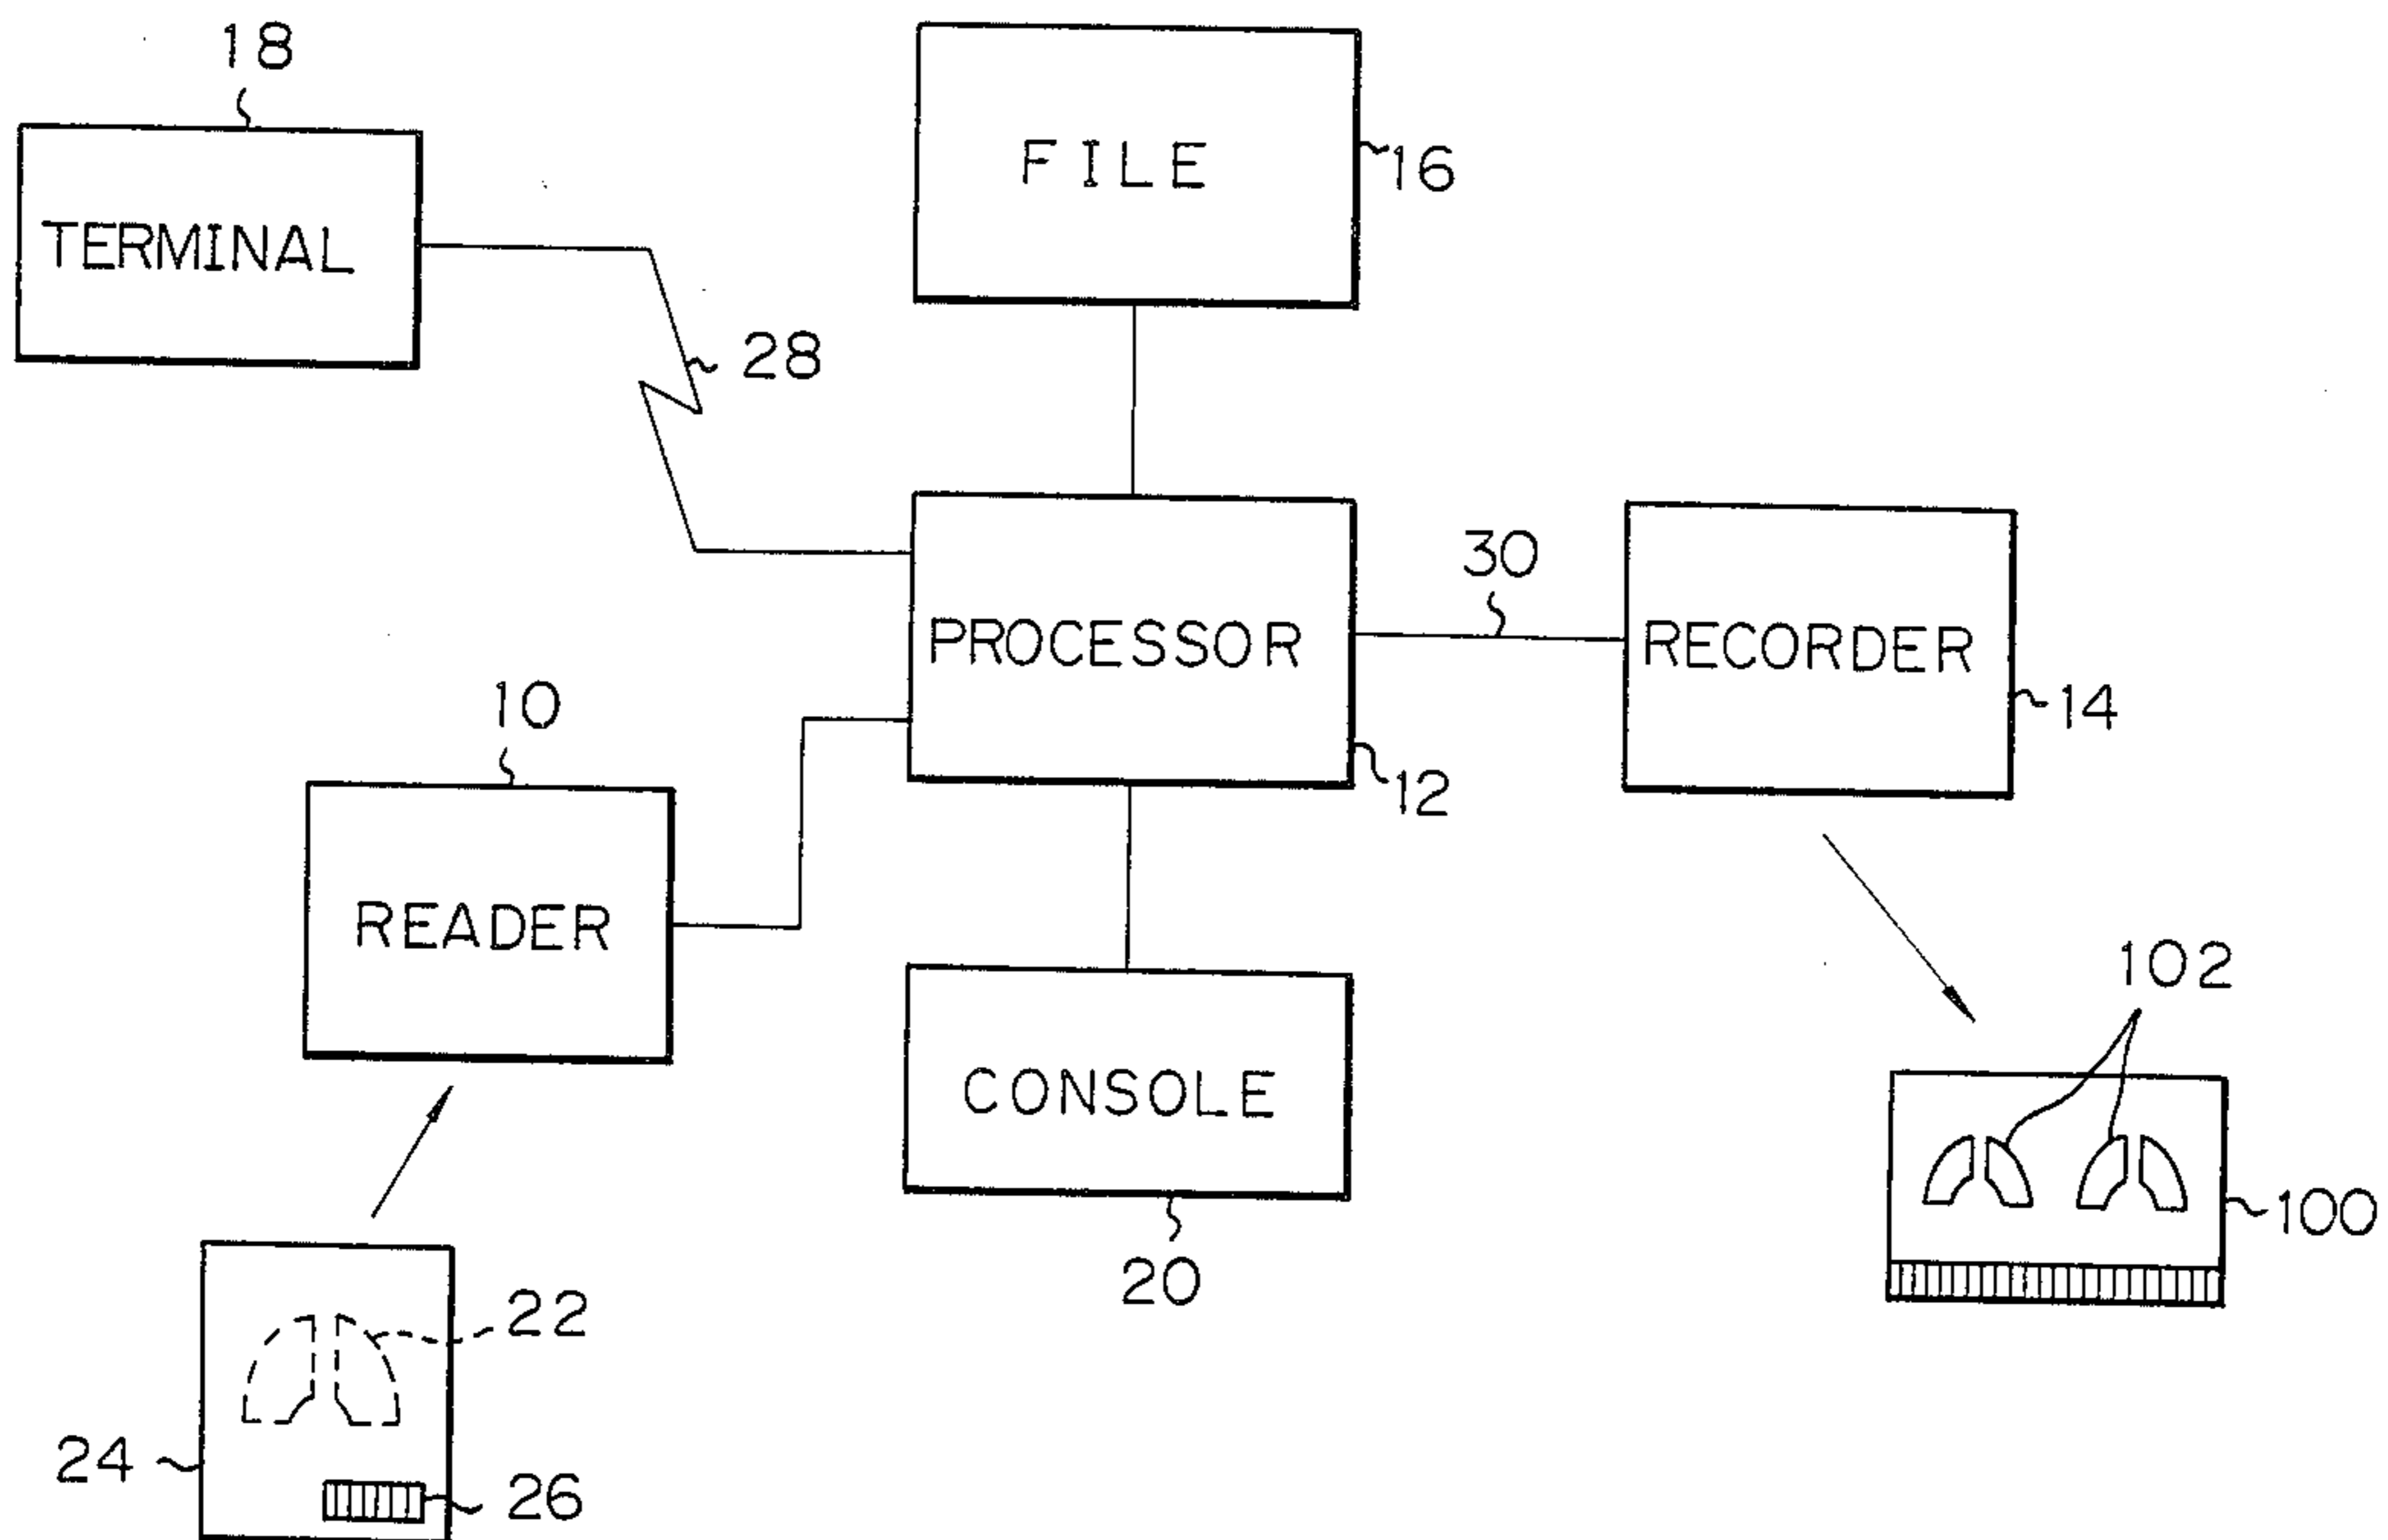 18
TERMINAL
FILE
16
28
PROCESSOR
12
30
RECORDER
14
10
READER
CONSOLE
20
102
100
22
24
26